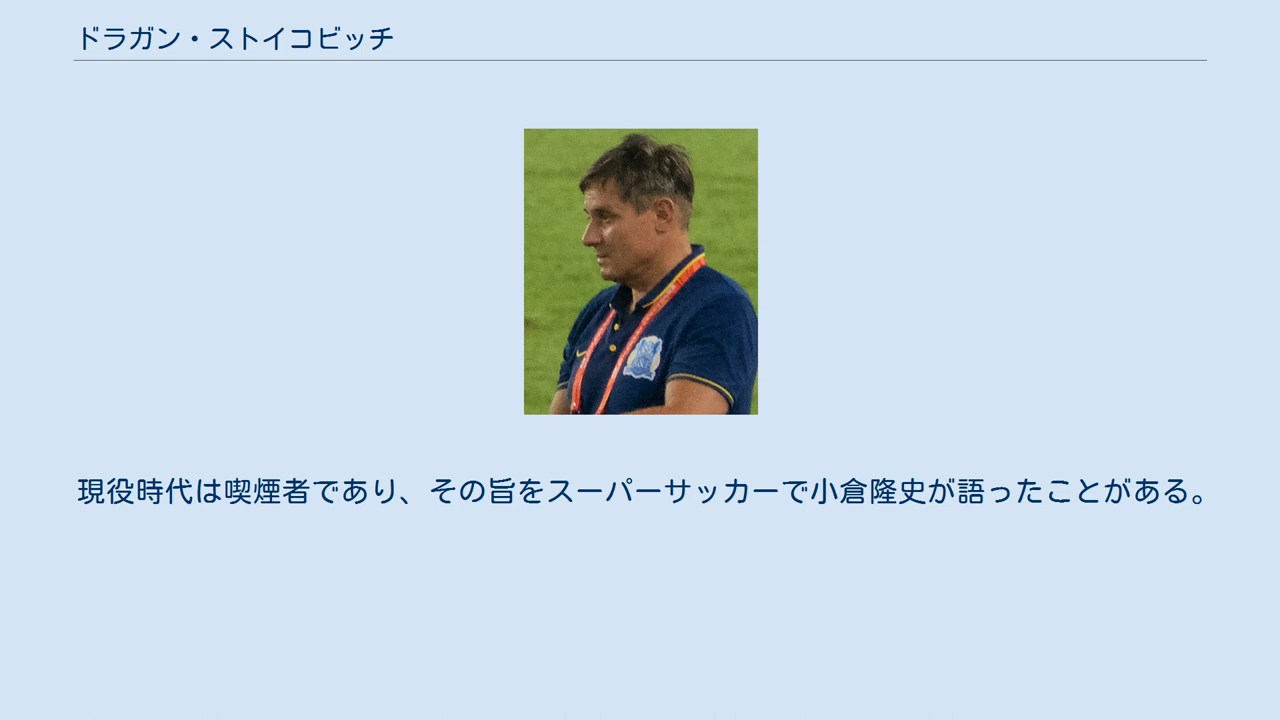 ドラガン・ストイコビッチ
現役時代は喫煙者であり、その旨をスーパーサッカーで小倉隆史が語ったことがある。